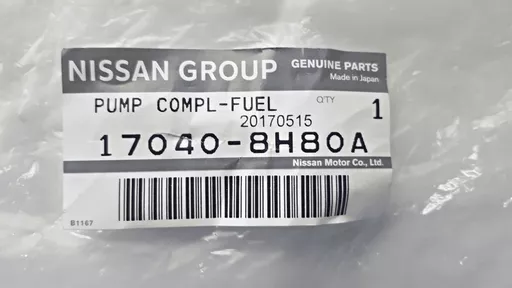 NISSAN GROUP GENUINE PARTS
Made in Japan
PUMP COMPL-FUEL QTY 1
20170515
17040-8H80A
Nissan Motor Co., Ltd.
B1167